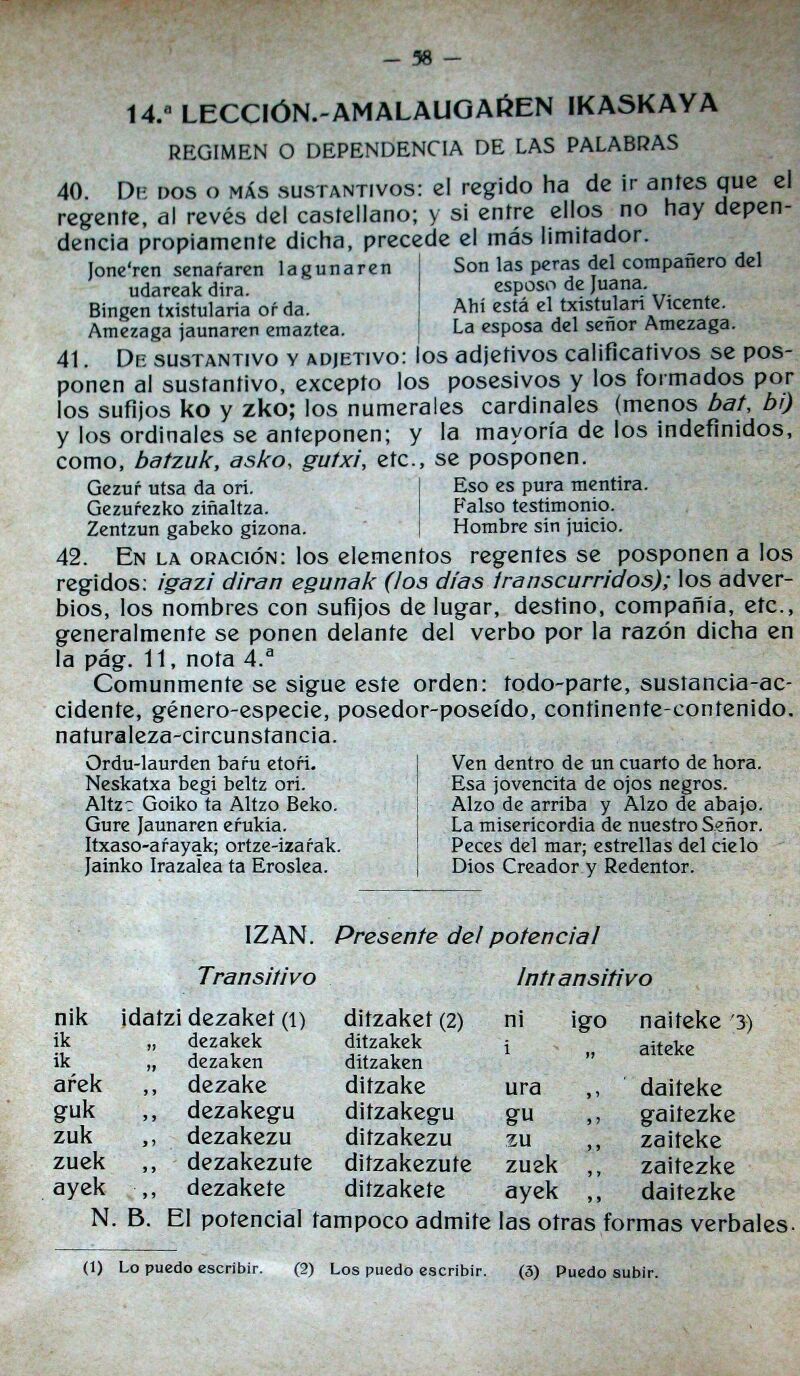 — 58 —
14.ª LECCIÓN.-AMALAUGAŔEN IKASKAYA
REGIMEN O DEPENDENCIA DE LAS PALABRAS
40. DE DOS O MÁS SUSTANTIVOS: el regido ha de ir antes que el
regente, al revés del castellano; y si entre ellos no hay depen-
dencia propiamente dicha, precede el más limitador.
Jone'ren senaŕaren lagunaren
udareak dira.
Bingen txistularia oŕ da.
Amezaga jaunaren emaztea.
Son las peras del compañero del
esposo de Juana.
Ahí está el txistulari Vicente.
La esposa del señor Amezaga.
41. DE SUSTANTIVO Y ADJETIVO: los adjetivos calificativos se pos-
ponen al sustantivo, excepto los posesivos y los formados por
los sufijos ko y zko; los numerales cardinales (menos bat, bi)
y los ordinales se anteponen; y la mayoría de los indefinidos,
como, batzuk, asko, gutxi, etc., se posponen.
Gezuŕ utsa da ori.
Gezuŕezko ziñaltza.
Zentzun gabeko gizona.
Eso es pura mentira.
Falso testimonio.
Hombre sin juicio.
42. EN LA ORACIÓN: los elementos regentes se posponen a los
regidos: igazi diran egunak (los días transcurridos); los adver-
bios, los nombres con sufijos de lugar, destino, compañía, etc.,
generalmente se ponen delante del verbo por la razón dicha en
la pág. 11, nota 4.ª
Comunmente se sigue este orden: todo-parte, sustancia-ac-
cidente, género-especie, posedor-poseído, continente-contenido.
naturaleza-circunstancia.
Ordu-laurden baŕu etoŕi.
Neskatxa begi beltz ori.
Altzo Goiko ta Altzo Beko.
Gure Jaunaren eŕukia.
Itxaso-aŕayak; ortze-izaŕak.
Jainko Irazalea ta Eroslea.
Ven dentro de un cuarto de hora.
Esa jovencita de ojos negros.
Alzo de arriba y Alzo de abajo.
La misericordia de nuestro Señor.
Peces del mar; estrellas del cielo
Dios Creador y Redentor.
IZAN. Presente del potencial
Transitivo Intransitivo
nik idatzi dezaket (1) ditzaket (2) ni igo naiteke (3)
ik „ dezakek ditzakek i „ aiteke
ik „ dezaken ditzaken
aŕek ,, dezake ditzake ura ,, daiteke
guk ,, dezakegu ditzakegu gu ,, gaitezke
zuk ,, dezakezu ditzakezu zu ,, zaiteke
zuek ,, dezakezute ditzakezute zuek ,, zaitezke
ayek ,, dezakete ditzakete ayek ,, daitezke
N. B. El potencial tampoco admite las otras formas verbales.
(1) Lo puedo escribir. (2) Los puedo escribir. (3) Puedo subir.